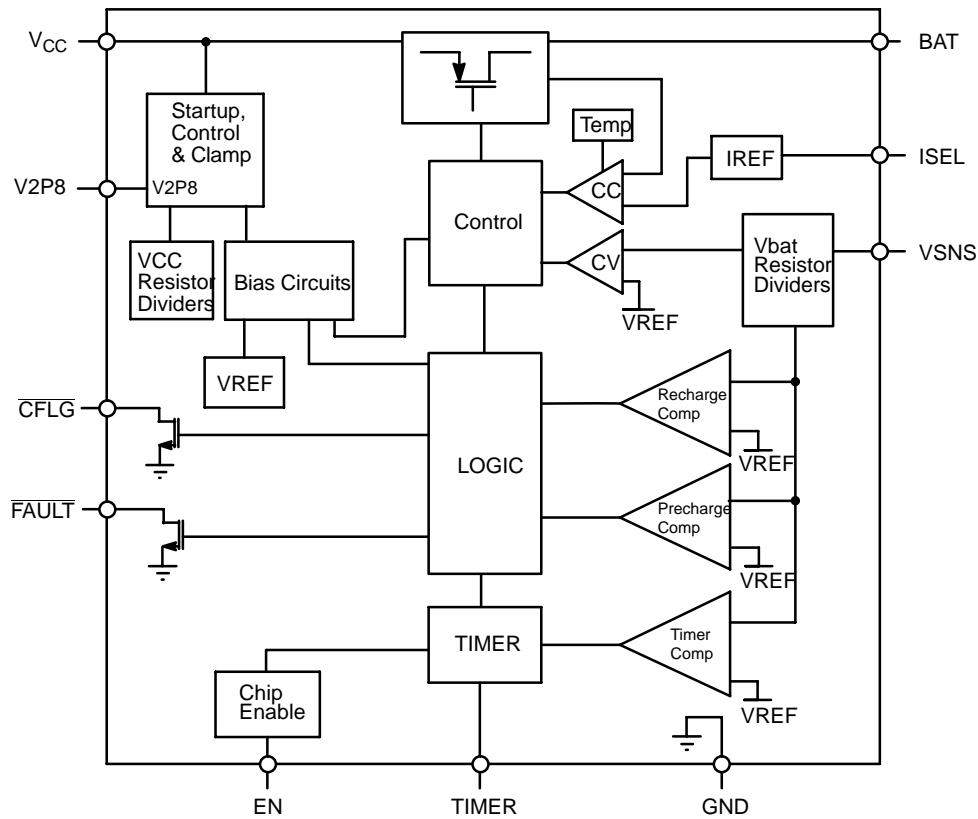 VCC
BAT
Startup,
Control
& Clamp
V2P8
V2P8
Temp
CC
IREF
ISEL
Control
VCC
Resistor
Dividers
Bias Circuits
CV
VREF
Vbat
Resistor
Dividers
VSNS
VREF
CFLG
LOGIC
Recharge
Comp
VREF
FAULT
Precharge
Comp
VREF
TIMER
Timer
Comp
VREF
Chip
Enable
EN
TIMER
GND